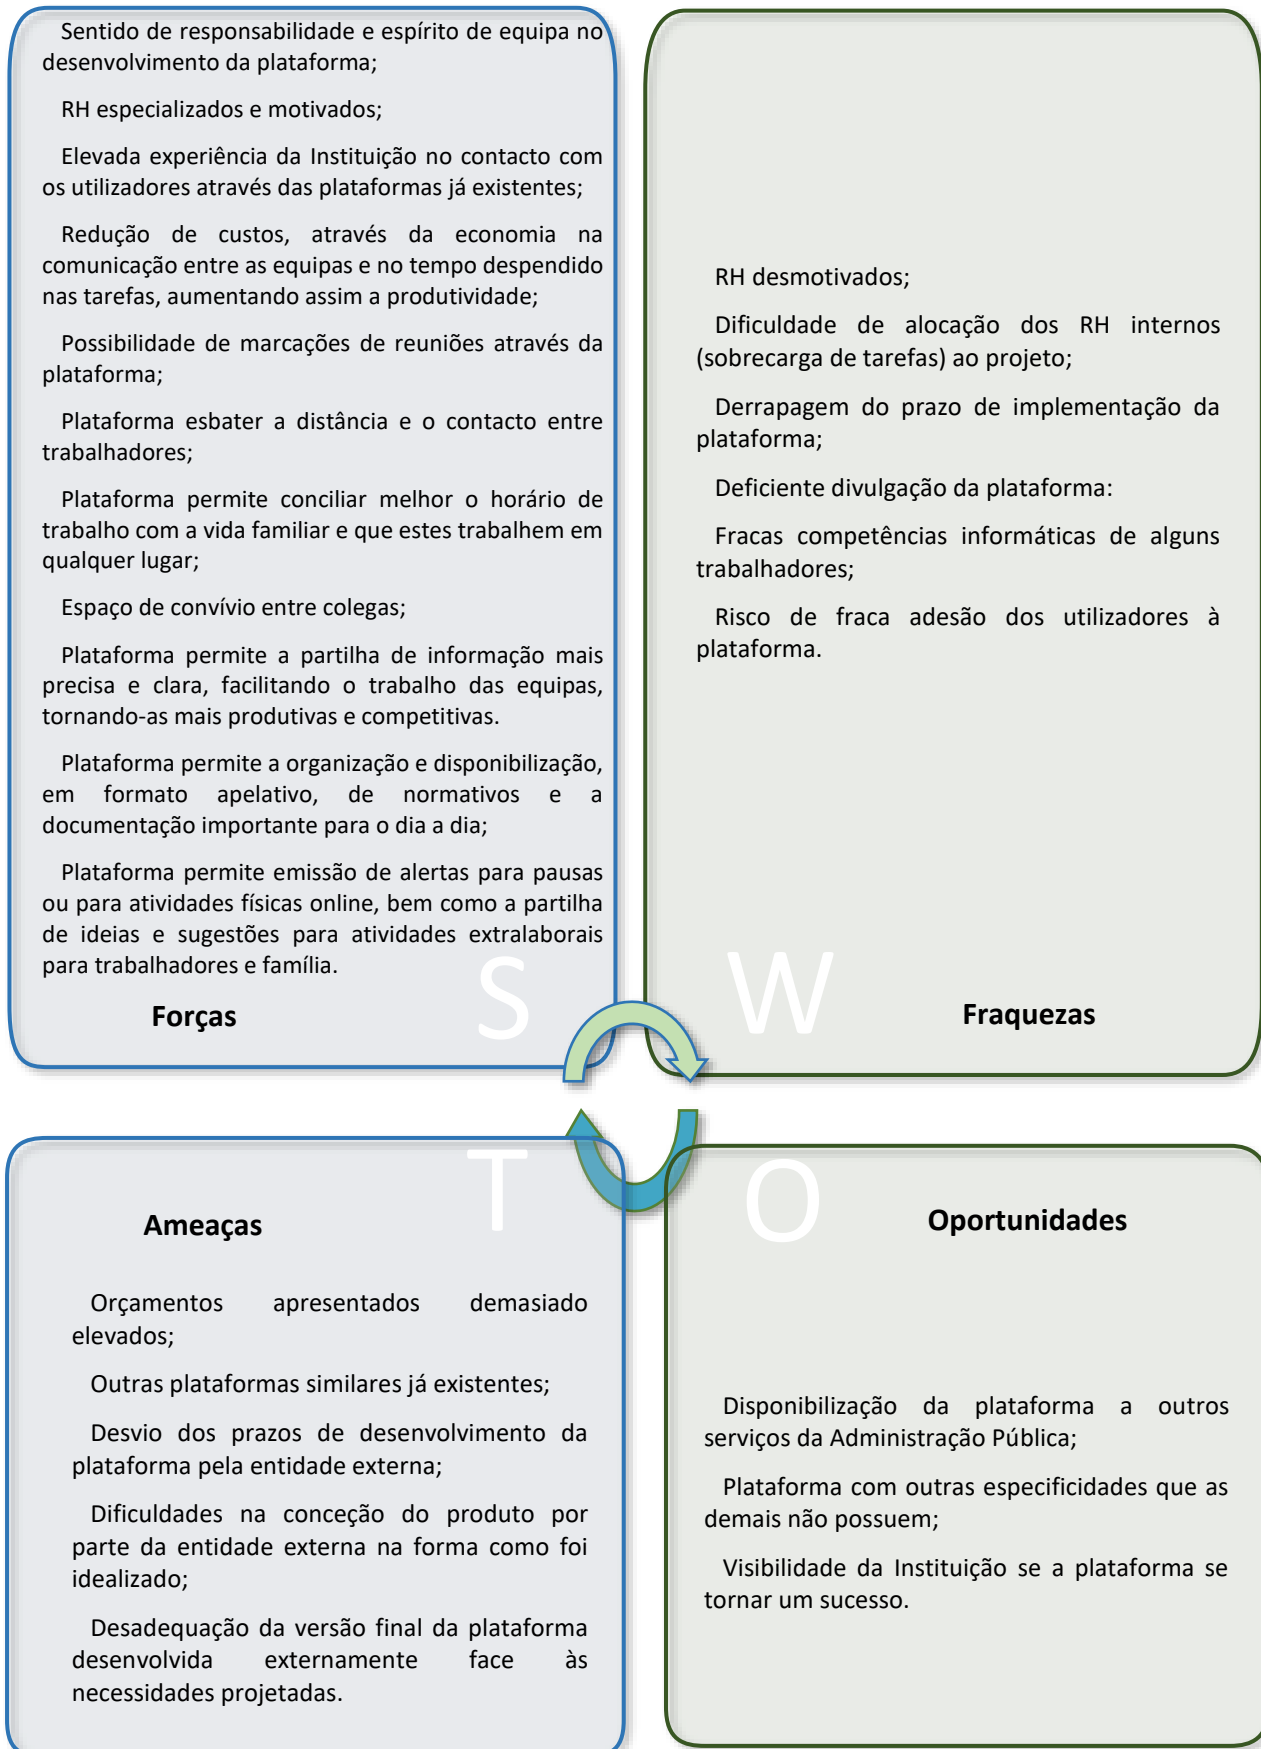 Sentido de responsabilidade e espírito de equipa no
desenvolvimento da plataforma;
RH especializados e motivados;
Elevada experiência da Instituição no contacto com
os utilizadores através das plataformas já existentes;
Redução de custos, através da economia na
comunicação entre as equipas e no tempo despendido
nas tarefas, aumentando assim a produtividade;
Possibilidade de marcações de reuniões através da
plataforma;
Plataforma esbater a distância e o contacto entre
trabalhadores;
Plataforma permite conciliar melhor o horário de
trabalho com a vida familiar e que estes trabalhem em
qualquer lugar;
Espaço de convívio entre colegas;
Plataforma permite a partilha de informação mais
precisa e clara, facilitando o trabalho das equipas,
tornando-as mais produtivas e competitivas.
Plataforma permite a organização e disponibilização,
em formato apelativo, de normativos e a
documentação importante para o dia a dia;
Plataforma permite emissão de alertas para pausas
ou para atividades físicas online, bem como a partilha
de ideias e sugestões para atividades extralaborais
para trabalhadores e família.
S
Forças
RH desmotivados;
Dificuldade de alocação dos RH internos
(sobrecarga de tarefas) ao projeto;
Derrapagem do prazo de implementação da
plataforma;
Deficiente divulgação da plataforma:
Fracas competências informáticas de alguns
trabalhadores;
Risco de fraca adesão dos utilizadores à
plataforma.
W
Fraquezas
T
Ameaças
Orçamentos apresentados demasiado
elevados;
Outras plataformas similares já existentes;
Desvio dos prazos de desenvolvimento da
plataforma pela entidade externa;
Dificuldades na conceção do produto por
parte da entidade externa na forma como foi
idealizado;
Desadequação da versão final da plataforma
desenvolvida externamente face às
necessidades projetadas.
O
Oportunidades
Disponibilização da plataforma a outros
serviços da Administração Pública;
Plataforma com outras especificidades que as
demais não possuem;
Visibilidade da Instituição se a plataforma se
tornar um sucesso.